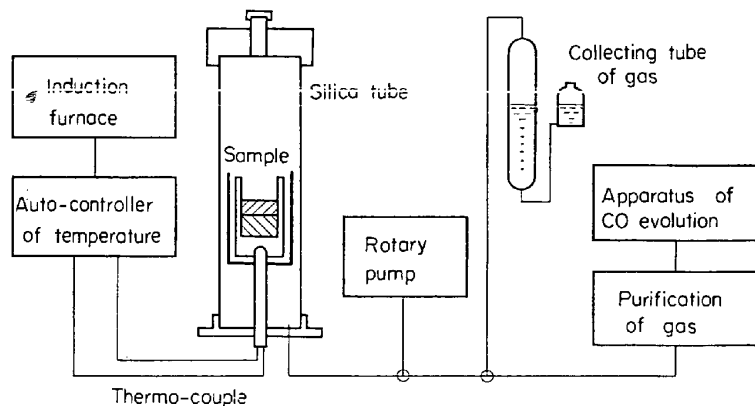 Induction
furnace
Auto-controller
of temperature
Silica tube
Sample
Thermo-couple
Rotary
pump
Collecting tube
of gas
Apparatus of
CO evolution
Purification
of gas